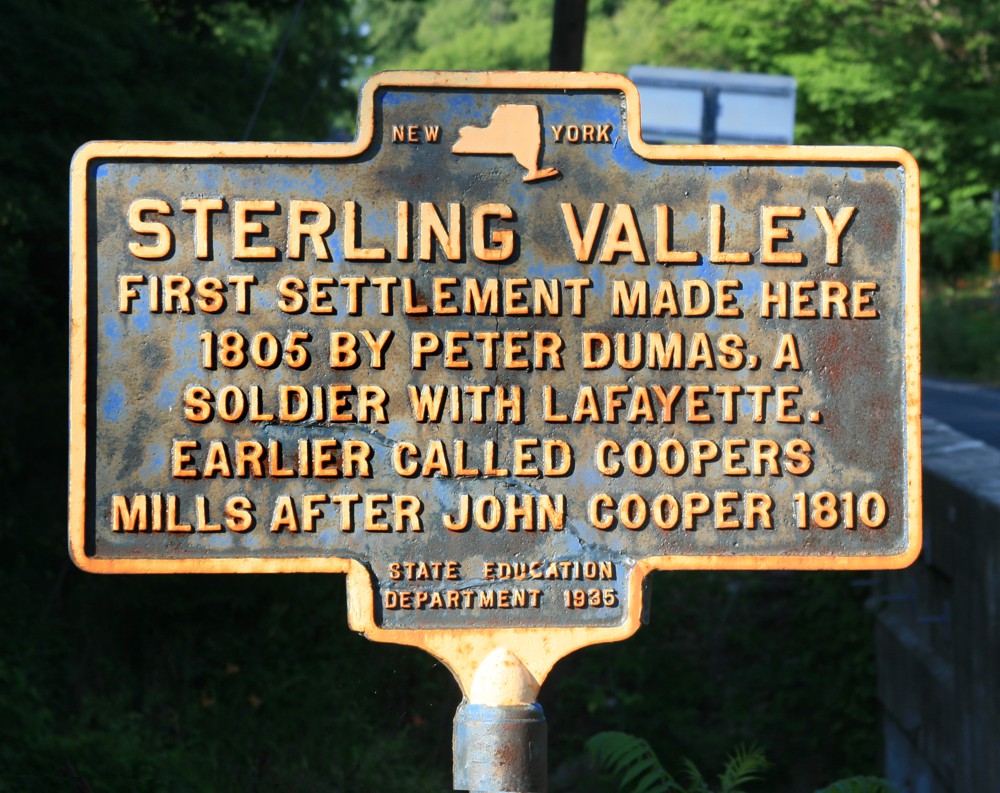 NEW YORK
STERLING VALLEY
FIRST SETTLEMENT MADE HERE
1805 BY PETER DUMAS, A
SOLDIER WITH LAFAYETTE.
EARLIER CALLED COOPERS
MILLS AFTER JOHN COOPER 1810
STATE EDUCATION
DEPARTMENT 1935